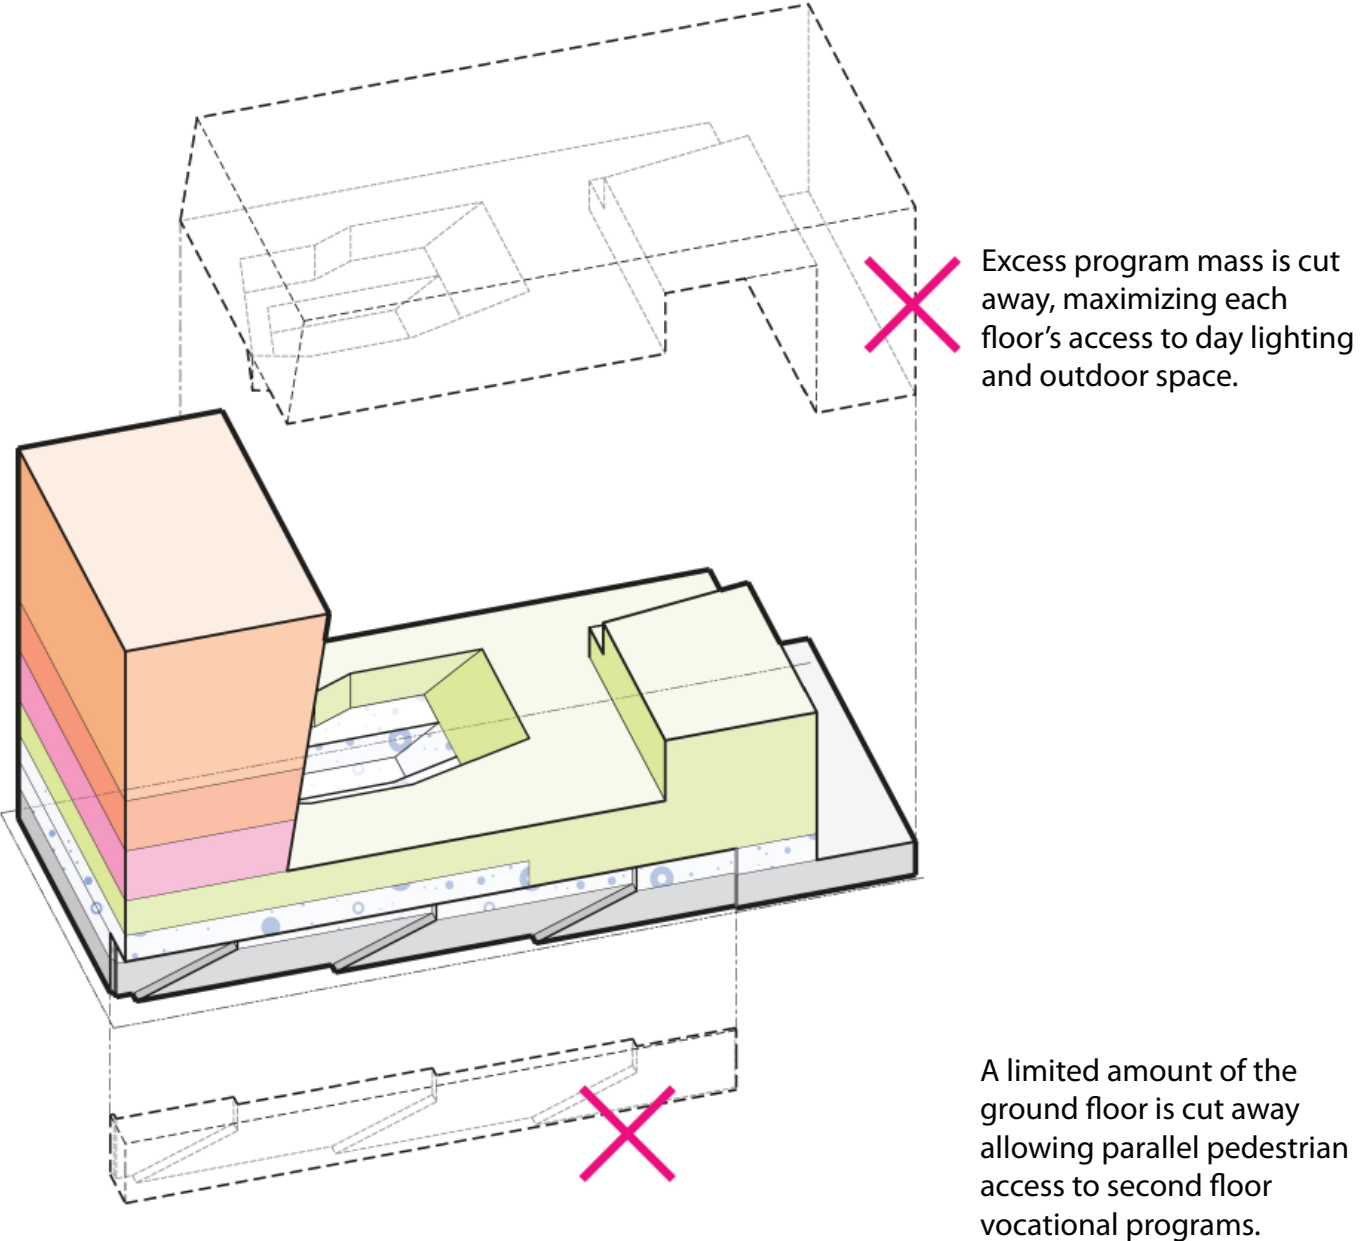 Excess program mass is cut
away, maximizing each
floor’s access to day lighting
and outdoor space.
A limited amount of the
ground floor is cut away
allowing parallel pedestrian
access to second floor
vocational programs.